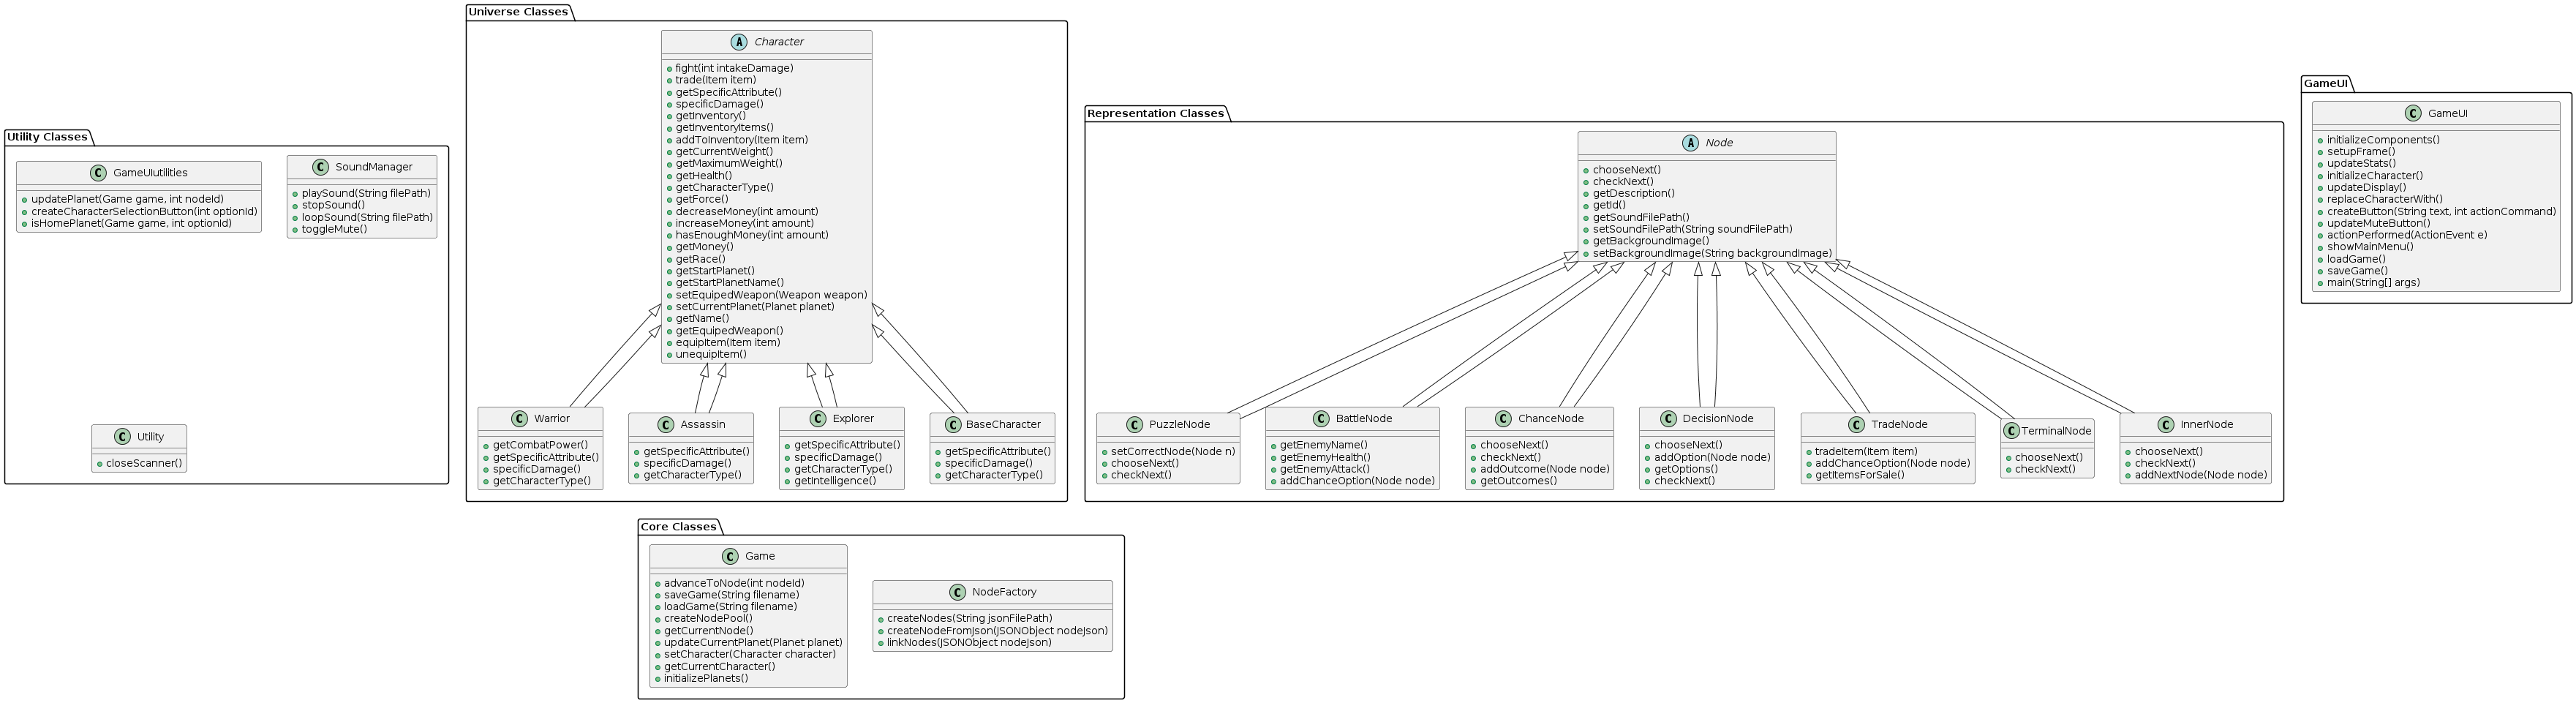 Utility Classes
GameUIutilities
updatePlanet(Game game, int nodeId)
createCharacterSelectionButton(int optionId)
isHomePlanet(Game game, int optionId)
SoundManager
playSound(String filePath)
stopSound()
loopSound(String filePath)
toggleMute()
Utility
closeScanner()
Universe Classes
A Character
fight(int intakeDamage)
trade(Item item)
getSpecificAttribute()
specificDamage()
getInventory()
getInventoryItems()
addToInventory(Item item)
getCurrentWeight()
getMaximumWeight()
getHealth()
getCharacterType()
getForce()
decreaseMoney(int amount)
increaseMoney(int amount)
hasEnoughMoney(int amount)
getMoney()
getRace()
getStartPlanet()
getStartPlanetName()
setEquipedWeapon(Weapon weapon)
setCurrentPlanet(Planet planet)
getName()
getEquipedWeapon()
equipItem(Item item)
unequipItem()
C Warrior
getCombatPower()
getSpecificAttribute()
specificDamage()
getCharacterType()
C Assassin
getSpecificAttribute()
specificDamage()
getCharacterType()
C Explorer
getSpecificAttribute()
specificDamage()
getCharacterType()
getIntelligence()
C BaseCharacter
getSpecificAttribute()
specificDamage()
getCharacterType()
Representation Classes
A Node
chooseNext()
checkNext()
getDescription()
getId()
getSoundFilePath()
setSoundFilePath(String soundFilePath)
getBackgroundImage()
setBackgroundImage(String backgroundImage)
C PuzzleNode
setCorrectNode(Node n)
chooseNext()
checkNext()
C BattleNode
getEnemyName()
getEnemyHealth()
getEnemyAttack()
addChanceOption(Node node)
C ChanceNode
chooseNext()
checkNext()
addOutcome(Node node)
getOutcomes()
C DecisionNode
chooseNext()
addOption(Node node)
getOptions()
checkNext()
C TradeNode
tradeItem(Item item)
addChanceOption(Node node)
getItemsForSale()
C TerminalNode
chooseNext()
checkNext()
C InnerNode
chooseNext()
checkNext()
addNextNode(Node node)
GameUI
C GameUI
initializeComponents()
setupFrame()
updateStats()
initializeCharacter()
updateDisplay()
replaceCharacterWith()
createButton(String text, int actionCommand)
updateMuteButton()
actionPerformed(ActionEvent e)
showMainMenu()
loadGame()
saveGame()
main(String[] args)
Core Classes
C Game
advanceToNode(int nodeId)
saveGame(String filename)
loadGame(String filename)
createNodePool()
getCurrentNode()
updateCurrentPlanet(Planet planet)
setCharacter(Character character)
getCurrentCharacter()
initializePlanets()
C NodeFactory
createNodes(String jsonFilePath)
createNodeFromJson(JSONObject nodeJson)
linkNodes(JSONObject nodeJson)